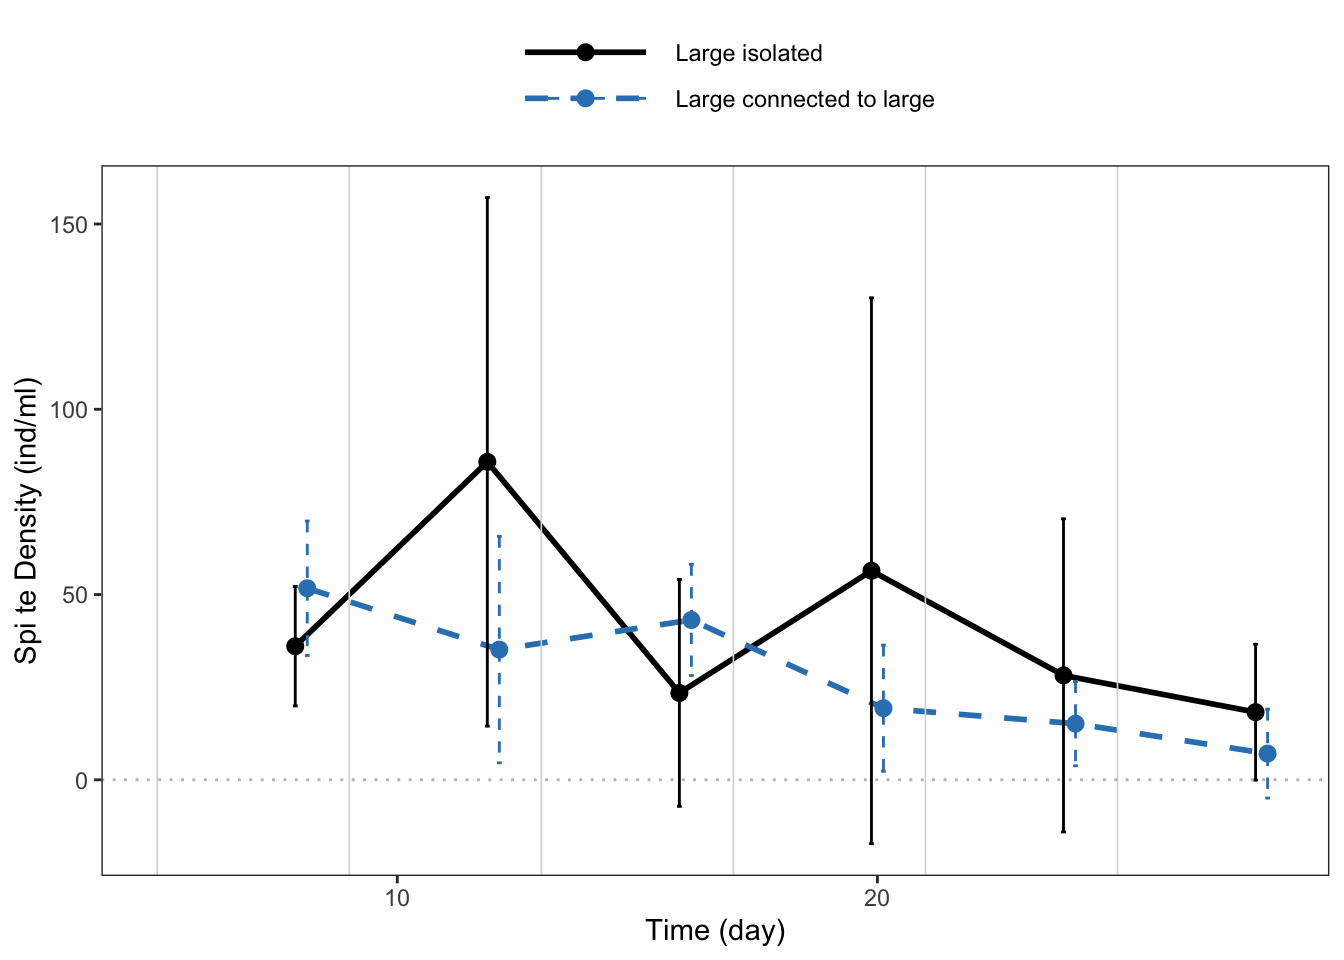 Large isolated
Large connected to large
150
100
50
0
Spi te Density (ind/ml)
10
20
Time (day)